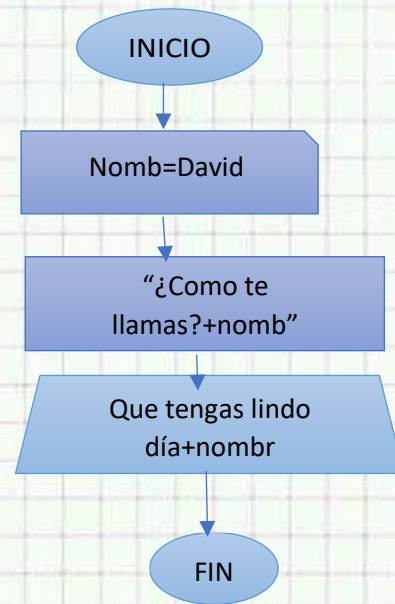 INICIO
Nomb=David
“¿Como te
llamas?+nomb”
Que tengas lindo
día+nombr
FIN